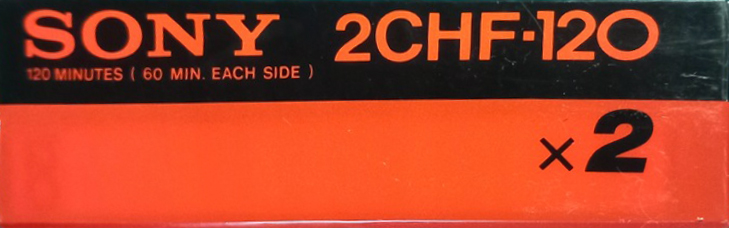 SONY 2CHF-120
120 MINUTES ( 60 MIN. EACH SIDE )
×2